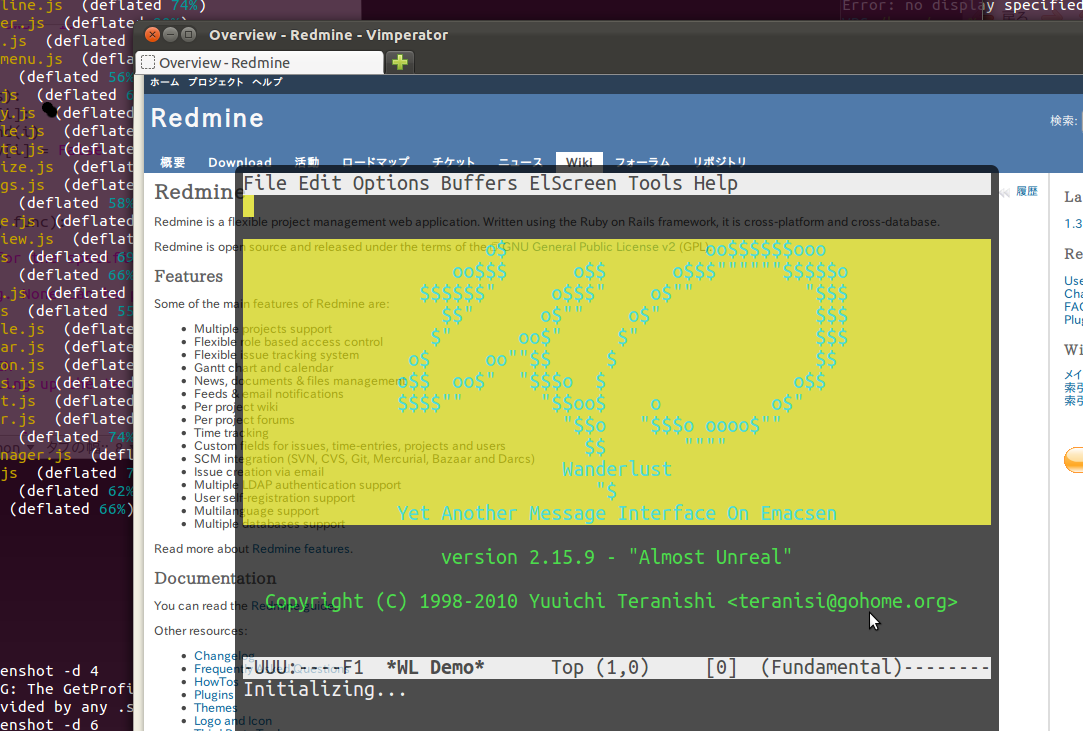 line.js (deflated 74%)
Error: no display specified
er.js (deflated
Overview - Redmine - Vimperator
.js (deflated
menu.js (defla
Overview - Redmine
(deflated 56%
ホーム プロジェクト ヘルプ
js (deflated
y.js (deflated
Redmine
検索:
le.js (deflate
te.js (deflate
概要 Download 活動 ロードマップ チケット ニュース Wiki フォーラム リポジトリ
ize.js (deflat
File Edit Options Buffers ElScreen Tools Help
gs.js (deflate
Redmine
履歴
La
(deflated 58%
e.js (deflated
Redmine is a flexible project management web application. Written using the Ruby on Rails framework, it is cross-platform and cross-database.
1.3
iew.js (deflat
Redmine is open source and released under the terms of the GNU General Public License v2 (GPL).
Re
s (deflated 69
(deflated 66%
Features
Use
.js (deflated
Cha
Some of the main features of Redmine are:
FAQ
s (deflated 55
Plug
le.js (deflate
Multiple projects support
ar.js (deflate
Flexible role based access control
Wi
Flexible issue tracking system
on.js (deflate
Gantt chart and calendar
メイ
s.js (deflated
News, documents & files management
索引
t.js (deflated
Feeds & email notifications
索引
Per project wiki
r.js (deflated
Per project forums
(deflated 74%
Time tracking
Custom fields for issues, time-entries, projects and users
nager.js (defl
SCM integration (SVN, CVS, Git, Mercurial, Bazaar and Darcs)
js (deflated 7
Issue creation via email
(deflated 62%
Multiple LDAP authentication support
User self-registration support
(deflated 66%)
Multilanguage support
Multiple databases support
Wanderlust
Yet Another Message Interface On Emacsen
Read more about Redmine features.
version 2.15.9 - "Almost Unreal"
Documentation
You can read the Redmine guide.
Copyright (C) 1998-2010 Yuuichi Teranishi <teranisi@gohome.org>
Other resources:
Changelog
Frequently Asked Questions
HowTos
Plugins
Themes
Logo and Icon
-UUU:----F1 *WL Demo* Top (1,0) [0] (Fundamental)--------
Initializing...
enshot -d 4
G: The GetProfi
vided by any .s
enshot -d 6